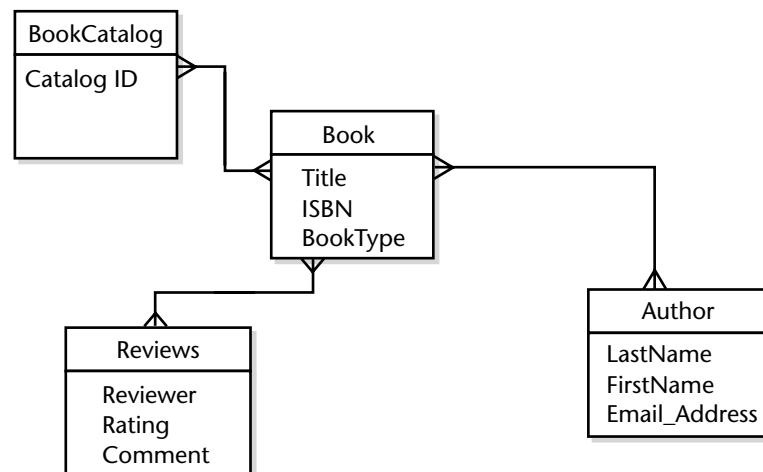 BookCatalog
Catalog ID
Book
Title
ISBN
BookType
Reviews
Reviewer
Rating
Comment
Author
LastName
FirstName
Email_Address